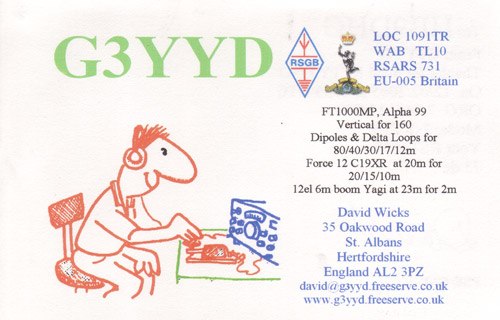 G3YYD
RSGB
LOC 1091TR
WAB TL10
RSARS 731
EU-005 Britain
FT1000MP, Alpha 99
Vertical for 160
Dipoles & Delta Loops for
80/40/30/17/12m
Force 12 C19XR at 20m for
20/15/10m
12el 6m boom Yagi at 23m for 2m
David Wicks
35 Oakwood Road
St. Albans
Hertfordshire
England AL2 3PZ
david@g3yyd.freeserve.co.uk
www.g3yyd.freeserve.co.uk